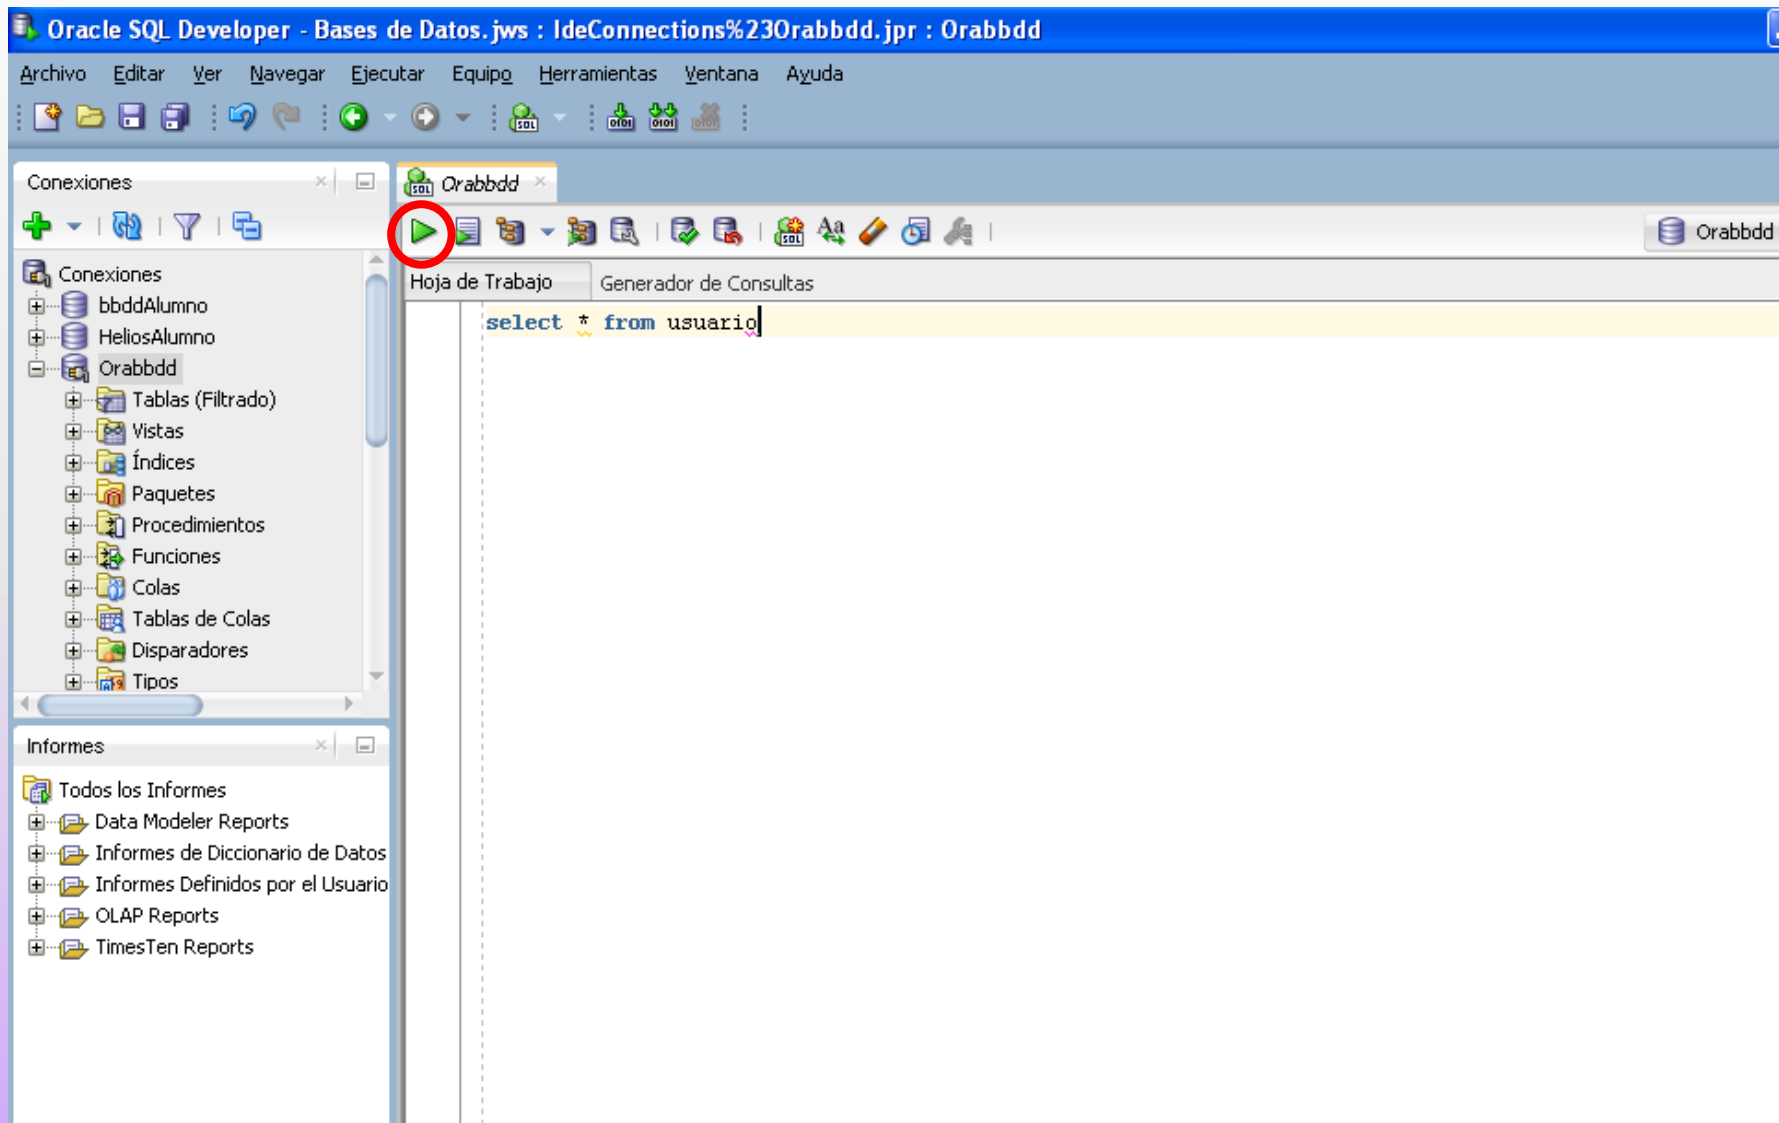 Oracle SQL Developer - Bases de Datos.jws : IdeConnections%23Orabbdd.jpr : Orabbdd
Archivo Editar Ver Navegar Ejecutar Equipo Herramientas Ventana Ayuda
Conexiones
Orabbdd
Orabbdd
Hoja de Trabajo Generador de Consultas
select * from usuario
Conexiones
bbddAlumno
HeliosAlumno
Orabbdd
Tablas (Filtrado)
Vistas
Índices
Paquetes
Procedimientos
Funciones
Colas
Tablas de Colas
Disparadores
Tipos
Informes
Todos los Informes
Data Modeler Reports
Informes de Diccionario de Datos
Informes Definidos por el Usuario
OLAP Reports
TimesTen Reports